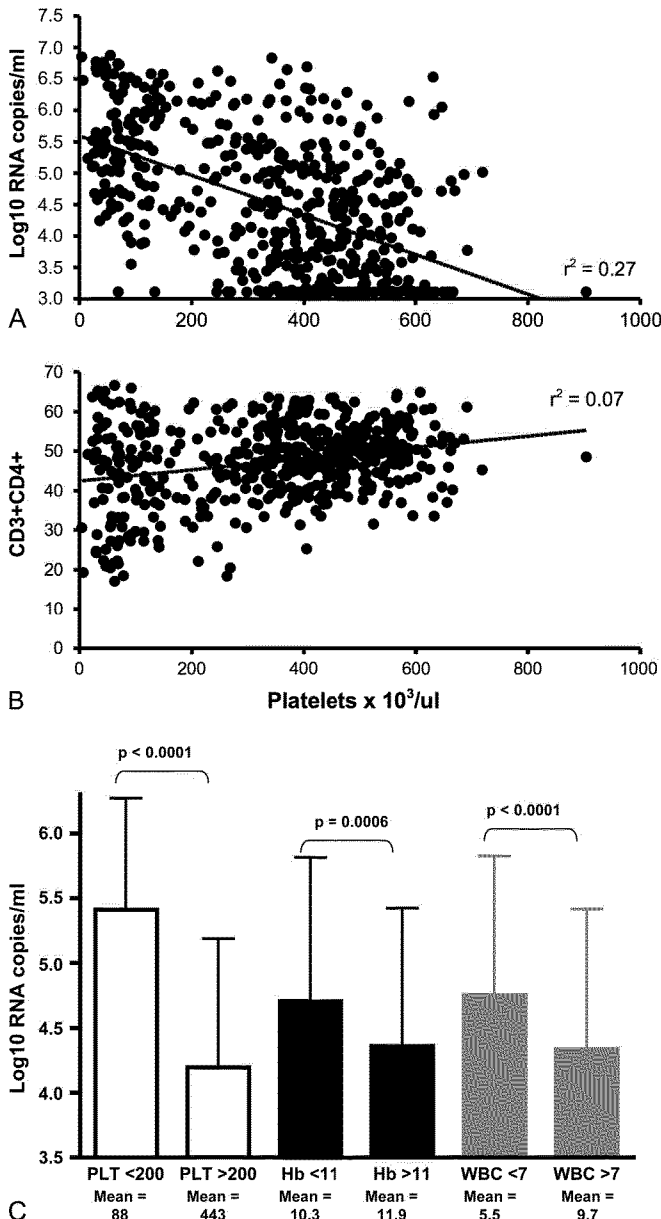 7.5
7.0
6.5
6.0
5.5
5.0
4.5
4.0
3.5
3.0
Log10 RNA copies/ml
r² = 0.27
0 200 400 600 800 1000
A
70
60
50
40
30
20
10
0
CD3+CD4+
r² = 0.07
0 200 400 600 800 1000
Platelets x 10³/ul
B
p < 0.0001
p = 0.0006
p < 0.0001
6.0
5.5
5.0
4.5
4.0
3.5
Log10 RNA copies/ml
PLT <200 PLT >200 Hb <11 Hb >11 WBC <7 WBC >7
Mean = Mean = Mean = Mean = Mean = Mean =
88 443 10.3 11.9 5.5 9.7
C